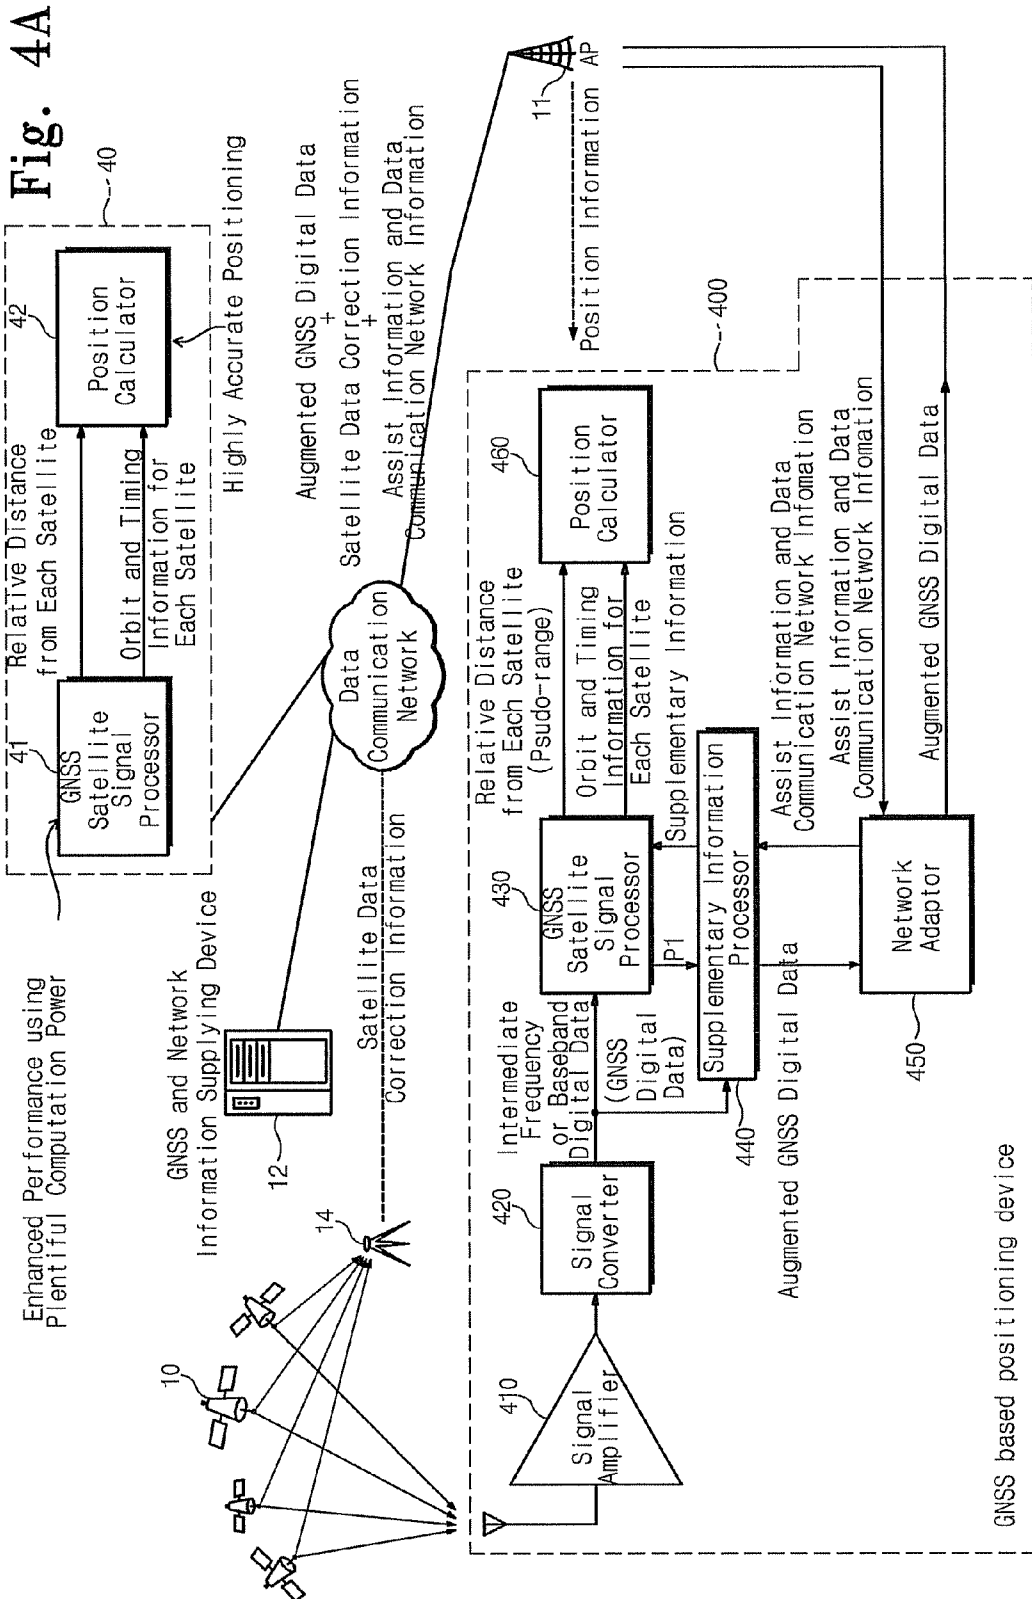 Fig. 4A
Enhanced Performance using
Plentiful Computation Power
41
GNSS
Satellite
Signal
Processor
Relative Distance
from Each Satellite
Orbit and Timing
Information for
Each Satellite
42
Position
Calculator
40
Highly Accurate Positioning
10
14
GNSS and Network
Information Supplying Device
12
Satellite Data
Correction Information
Data
Communication
Network
Augmented GNSS Digital Data
+
Satellite Data Correction Information
+
Assist Information and Data
Communication Network Information
11
AP
Position Information
Position Information
400
410
Signal
Amplifier
420
Signal
Converter
Intermediate
Frequency
or Baseband
Digital Data
(GNSS
Digital
Data)
430
GNSS
Satellite
Signal
Processor
P1
Relative Distance
from Each Satellite
(Psudo-range)
Orbit and Timing
Information for
Each Satellite
460
Position
Calculator
Supplementary Information
440
Supplementary Information
Processor
Augmented GNSS Digital Data
Assist Information and Data
Communication Network Infomation
Assist Information and Data
Communication Network Infomation
450
Network
Adaptor
Augmented GNSS Digital Data
GNSS based positioning device